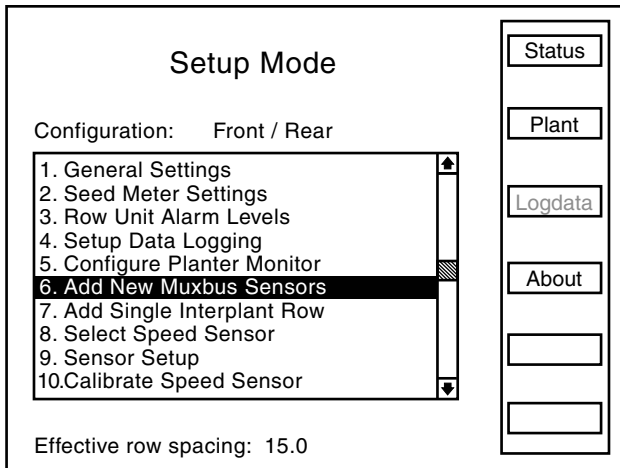 Setup Mode
Configuration: Front / Rear
1. General Settings
2. Seed Meter Settings
3. Row Unit Alarm Levels
4. Setup Data Logging
5. Configure Planter Monitor
6. Add New Muxbus Sensors
7. Add Single Interplant Row
8. Select Speed Sensor
9. Sensor Setup
10.Calibrate Speed Sensor
Effective row spacing: 15.0
Status
Plant
Logdata
About